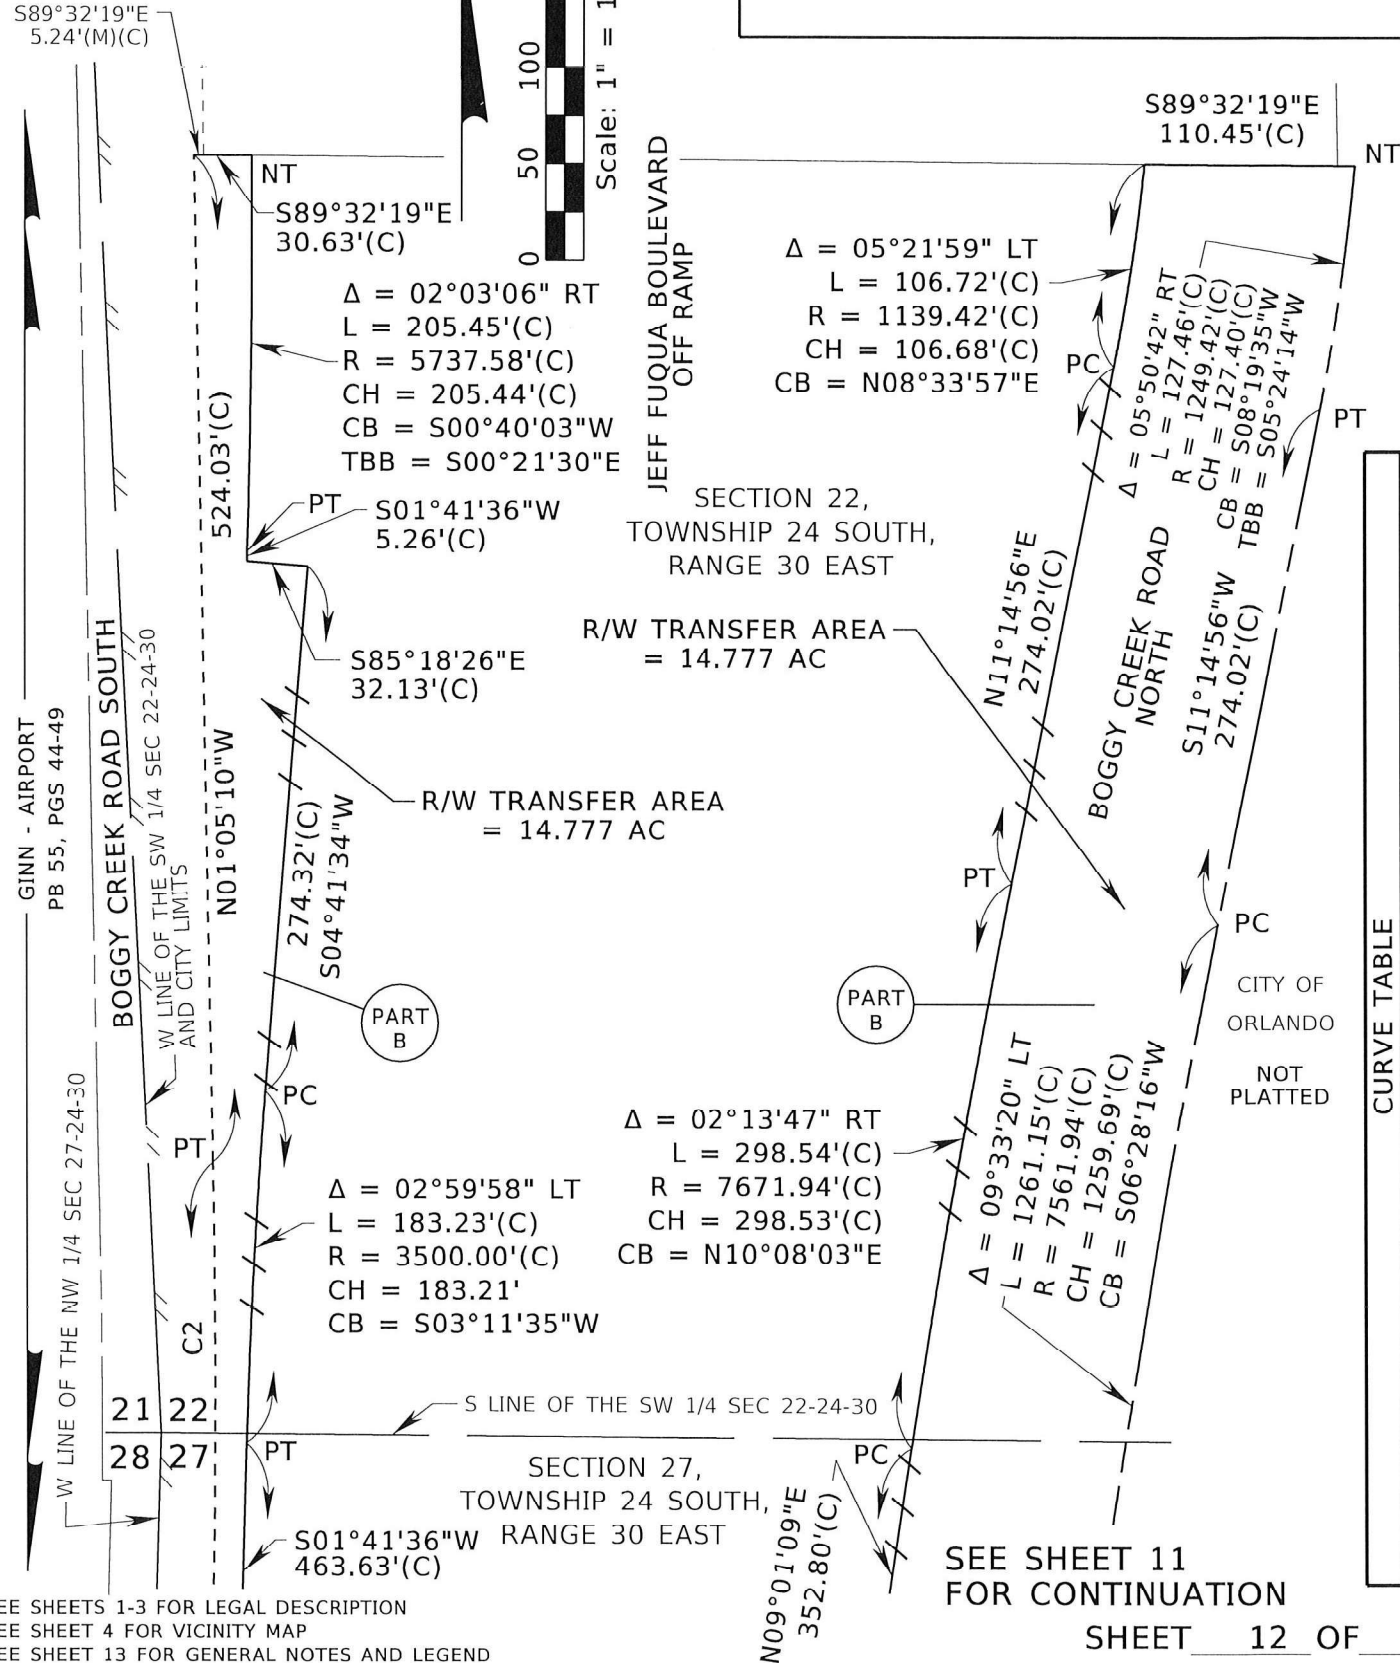 S89°32'19"E
5.24'(M)(C)
0
50
100
Scale: 1" = 1
S89°32'19"E
110.45'(C)
NT
NT
S89°32'19"E
30.63'(C)
Δ = 02°03'06" RT
L = 205.45'(C)
R = 5737.58'(C)
CH = 205.44'(C)
CB = S00°40'03"W
TBB = S00°21'30"E
JEFF FUQUA BOULEVARD
OFF RAMP
Δ = 05°21'59" LT
L = 106.72'(C)
R = 1139.42'(C)
CH = 106.68'(C)
CB = N08°33'57"E
PC
Δ = 05°50'42" RT
L = 127.46'(C)
R = 1249.42'(C)
CH = 127.40'(C)
CB = S08°19'35"W
TBB = S05°24'14"W
PT
524.03'(C)
PT
S01°41'36"W
5.26'(C)
SECTION 22,
TOWNSHIP 24 SOUTH,
RANGE 30 EAST
N11°14'56"E
274.02'(C)
BOGGY CREEK ROAD
NORTH
S11°14'56"W
274.02'(C)
R/W TRANSFER AREA
= 14.777 AC
S85°18'26"E
32.13'(C)
GINN - AIRPORT
PB 55, PGS 44-49
BOGGY CREEK ROAD SOUTH
W LINE OF THE SW 1/4 SEC 22-24-30
AND CITY LIMITS
N01°05'10"W
R/W TRANSFER AREA
= 14.777 AC
274.32'(C)
S04°41'34"W
PT
PC
PART
B
PART
B
CITY OF
ORLANDO
NOT
PLATTED
CURVE TABLE
PC
PT
W LINE OF THE NW 1/4 SEC 27-24-30
Δ = 02°13'47" RT
L = 298.54'(C)
R = 7671.94'(C)
CH = 298.53'(C)
CB = N10°08'03"E
Δ = 09°33'20" LT
L = 1261.15'(C)
R = 7561.94'(C)
CH = 1259.69'(C)
CB = S06°28'16"W
Δ = 02°59'58" LT
L = 183.23'(C)
R = 3500.00'(C)
CH = 183.21'
CB = S03°11'35"W
C2
21 22
28 27
S LINE OF THE SW 1/4 SEC 22-24-30
PT
PC
SECTION 27,
TOWNSHIP 24 SOUTH,
RANGE 30 EAST
S01°41'36"W
463.63'(C)
N09°01'09"E
352.80'(C)
SEE SHEET 11
FOR CONTINUATION
EE SHEETS 1-3 FOR LEGAL DESCRIPTION
EE SHEET 4 FOR VICINITY MAP
EE SHEET 13 FOR GENERAL NOTES AND LEGEND
SHEET 12 OF